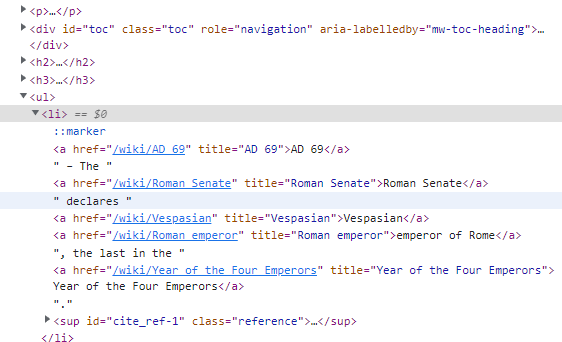 <p>…</p>
<div id="toc" class="toc" role="navigation" aria-labelledby="mw-toc-heading">…
</div>
<h2>…</h2>
<h3>…</h3>
<ul>
<li> == $0
::marker
<a href="/wiki/AD_69" title="AD 69">AD 69</a>
" – The "
<a href="/wiki/Roman_Senate" title="Roman Senate">Roman Senate</a>
" declares "
<a href="/wiki/Vespasian" title="Vespasian">Vespasian</a>
<a href="/wiki/Roman_emperor" title="Roman emperor">emperor of Rome</a>
", the last in the "
<a href="/wiki/Year_of_the_Four_Emperors" title="Year of the Four Emperors">
Year of the Four Emperors</a>
"."
<sup id="cite_ref-1" class="reference">…</sup>
</li>